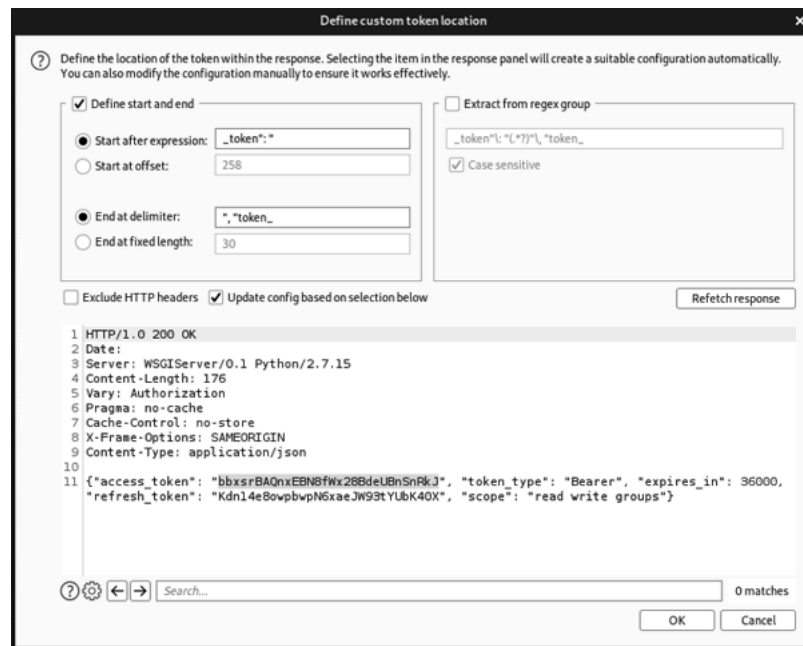 Define custom token location
Define the location of the token within the response. Selecting the item in the response panel will create a suitable configuration automatically.
You can also modify the configuration manually to ensure it works effectively.
Define start and end
Start after expression: _token": "
Start at offset: 258
End at delimiter: ", "token_
End at fixed length: 30
Extract from regex group
_token"\: "(.*?)"\, "token_
Case sensitive
Exclude HTTP headers Update config based on selection below Refetch response
1 HTTP/1.0 200 OK
2 Date:
3 Server: WSGIServer/0.1 Python/2.7.15
4 Content-Length: 176
5 Vary: Authorization
6 Pragma: no-cache
7 Cache-Control: no-store
8 X-Frame-Options: SAMEORIGIN
9 Content-Type: application/json
10
11 {"access_token": "bbxsrBAQnxEBN8fWx28BdeUBnSnRkJ", "token_type": "Bearer", "expires_in": 36000,
"refresh_token": "Kdn14e8owpbwpN6xaeJW93tYUbK40X", "scope": "read write groups"}
Search... 0 matches
OK Cancel